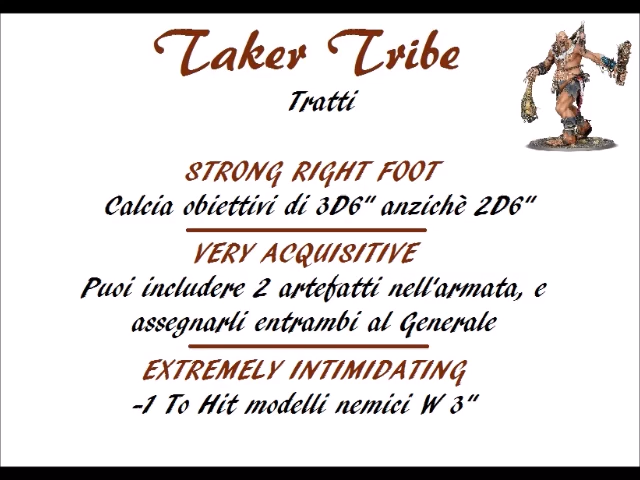 Taker Tribe
Tratti
STRONG RIGHT FOOT
Calcia obiettivi di 3D6" anzichè 2D6"
VERY ACQUISITIVE
Puoi includere 2 artefatti nell'armata, e
assegnarli entrambi al Generale
EXTREMELY INTIMIDATING
-1 To Hit modelli nemici W 3"